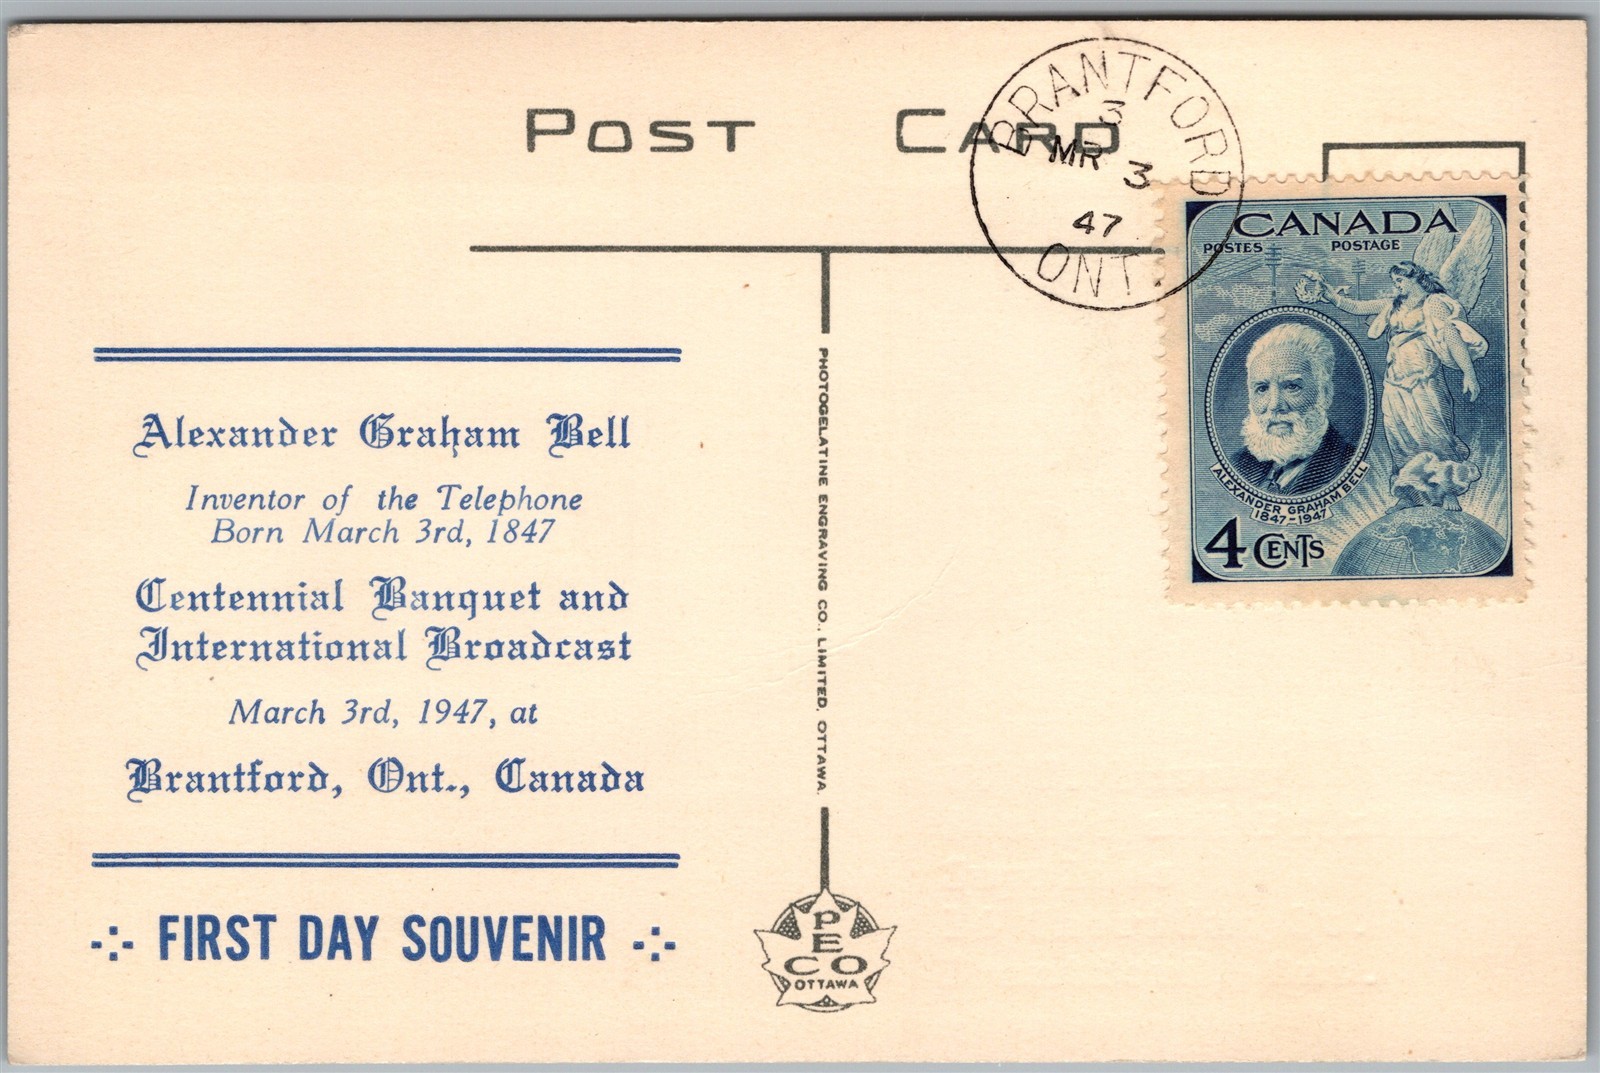 POST CARD
BRANTFORD
3
MR 3
47
ONT.
CANADA
POSTES POSTAGE
ALEXANDER GRAHAM BELL
1847-1947
4 CENTS
Alexander Graham Bell
Inventor of the Telephone
Born March 3rd, 1847
Centennial Banquet and
International Broadcast
March 3rd, 1947, at
Brantford, Ont., Canada
FIRST DAY SOUVENIR
PHOTOGELATINE ENGRAVING CO., LIMITED, OTTAWA.
PECO
OTTAWA